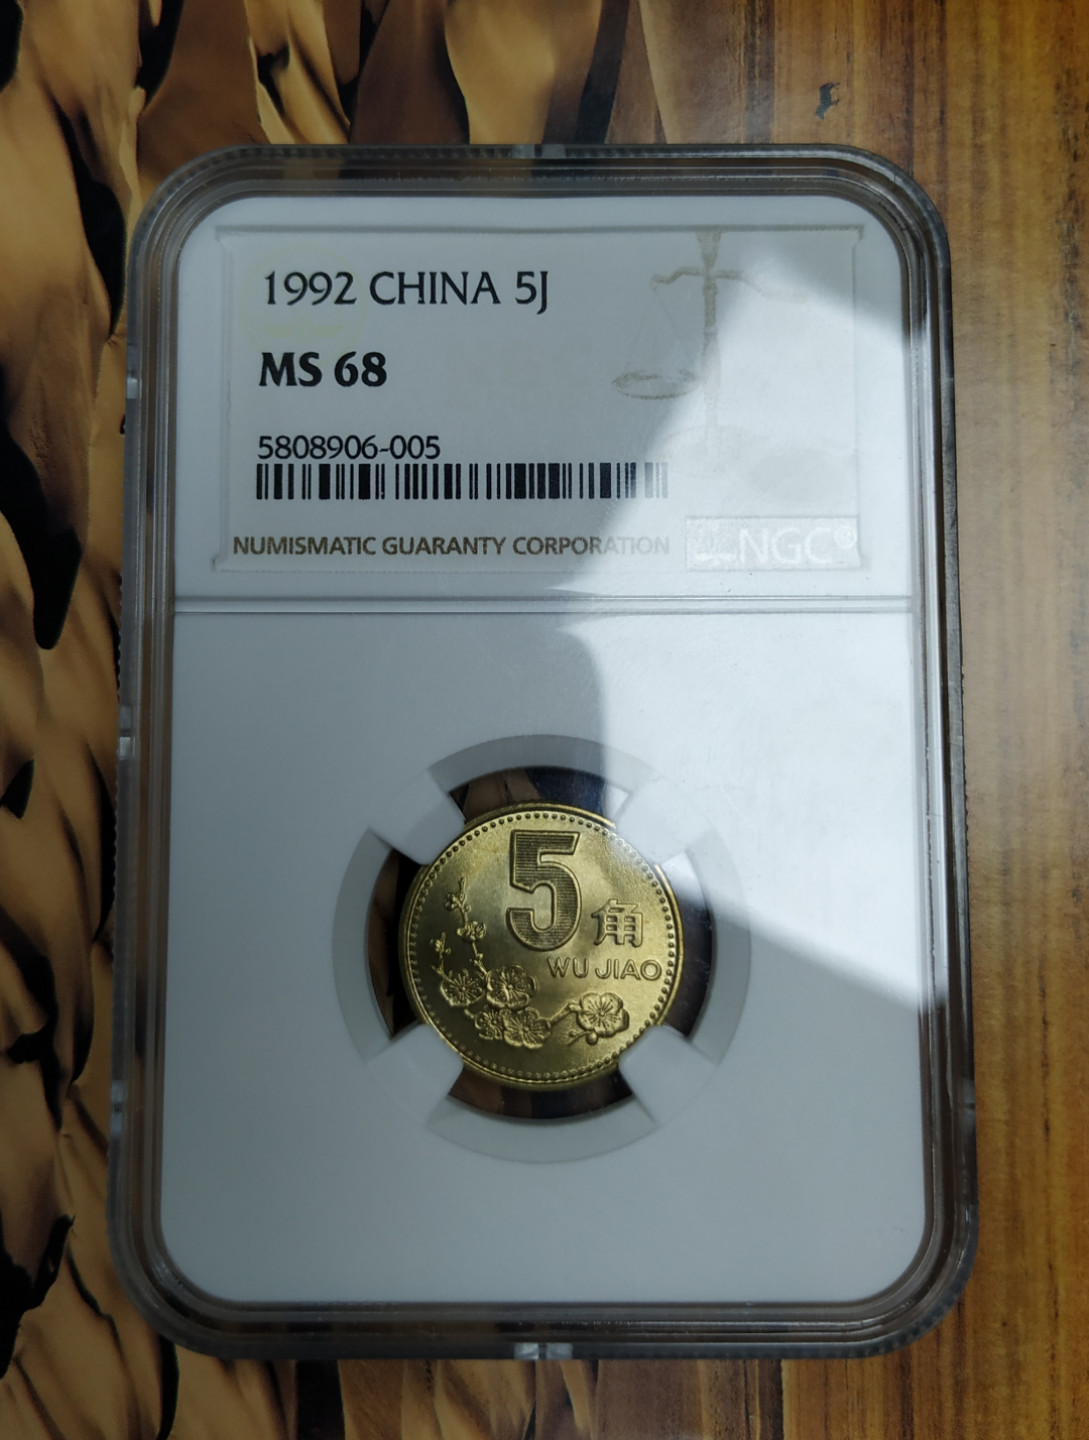 1992 CHINA 5J
MS 68
5808906-005
NUMISMATIC GUARANTY CORPORATION
NGC®
5角
WU JIAO